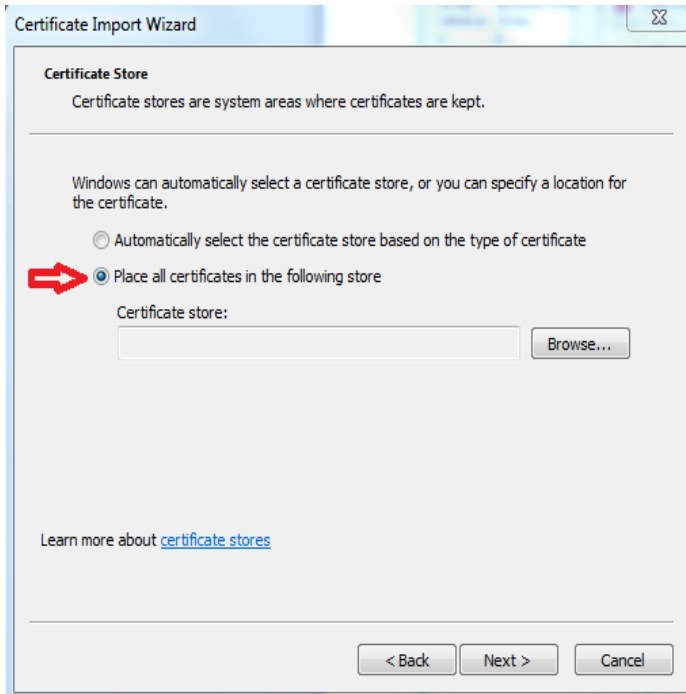 Certificate Import Wizard
Certificate Store
Certificate stores are system areas where certificates are kept.
Windows can automatically select a certificate store, or you can specify a location for
the certificate.
Automatically select the certificate store based on the type of certificate
Place all certificates in the following store
Certificate store:
Browse...
Learn more about certificate stores
< Back
Next >
Cancel